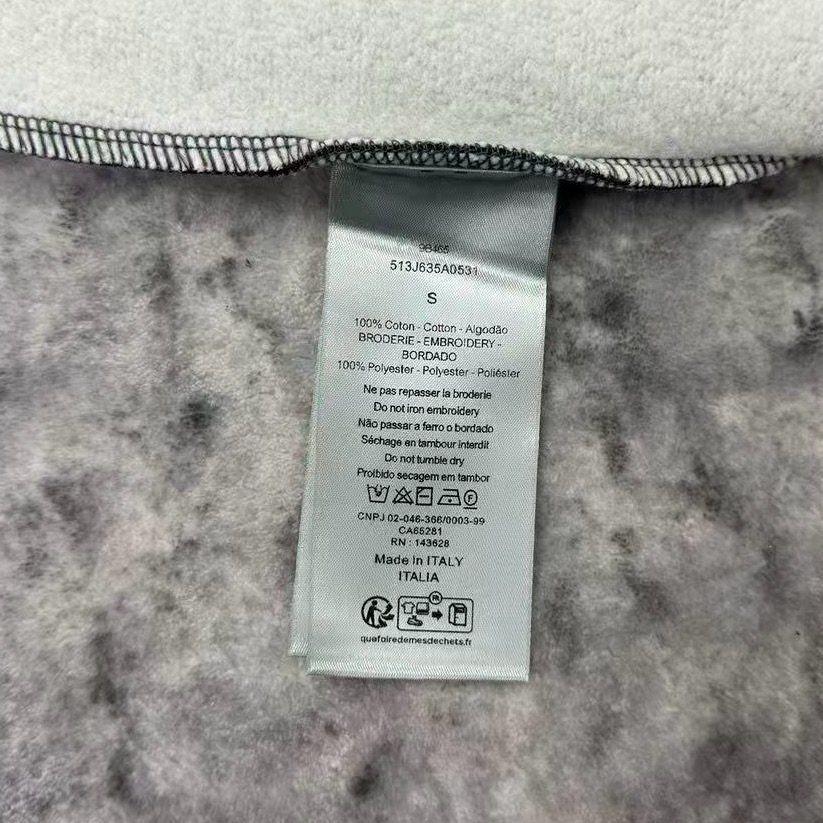 98465
513J635A0531
S
100% Coton - Cotton - Algodão
BRODERIE - EMBROIDERY -
BORDADO
100% Polyester - Polyester - Poliéster
Ne pas repasser la broderie
Do not iron embroidery
Não passar a ferro o bordado
Séchage en tambour interdit
Do not tumble dry
Proibido secagem em tambor
F
CNPJ 02-046-366/0003-99
CA65281
RN : 143628
Made in ITALY
ITALIA
FR
quefairedemesdechets.fr